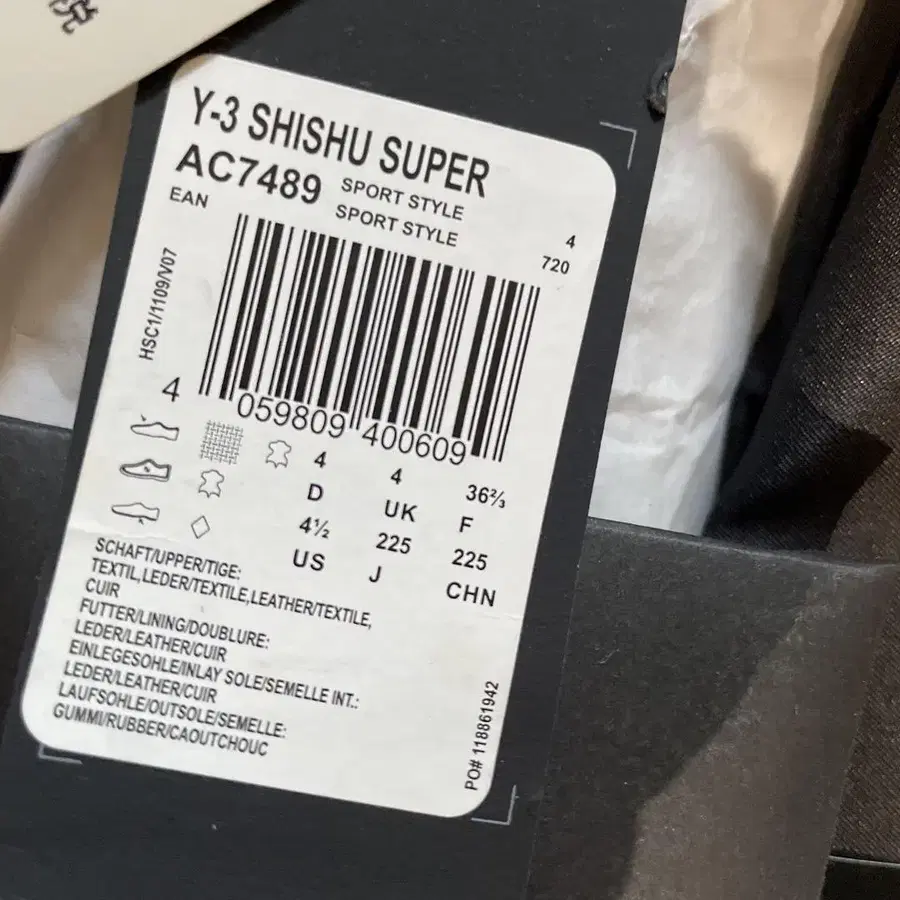 Y-3 SHISHU SUPER
AC7489 SPORT STYLE
EAN SPORT STYLE
4
720
HSC1/1109/V07
4 059809 400609
4 4 36⅔
D UK F
4½ 225 225
US J CHN
SCHAFT/UPPER/TIGE:
TEXTIL,LEDER/TEXTILE,LEATHER/TEXTILE,
CUIR
FUTTER/LINING/DOUBLURE:
LEDER/LEATHER/CUIR
EINLEGESOHLE/INLAY SOLE/SEMELLE INT.:
LEDER/LEATHER/CUIR
LAUFSOHLE/OUTSOLE/SEMELLE:
GUMMI/RUBBER/CAOUTCHOUC
PO# 118861942